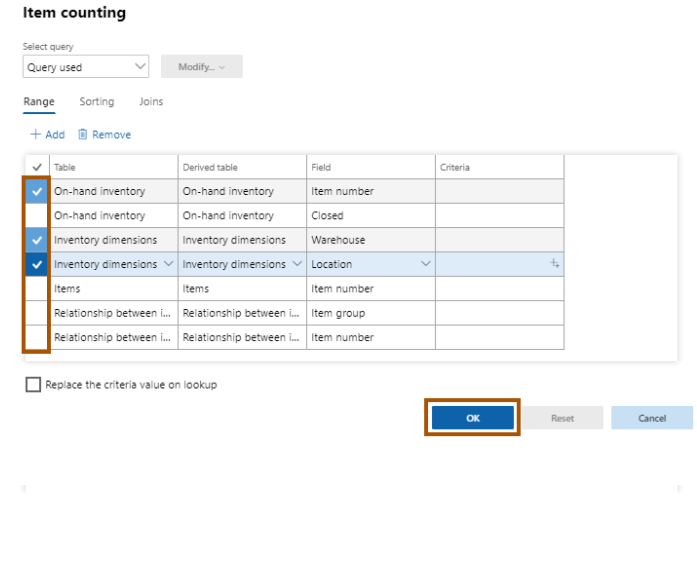 Item counting
Select query
Query used Modify...
Range Sorting Joins
Add Remove
Table Derived table Field Criteria
On-hand inventory On-hand inventory Item number
On-hand inventory On-hand inventory Closed
Inventory dimensions Inventory dimensions Warehouse
Inventory dimensions Inventory dimensions Location
Items Items Item number
Relationship between i... Relationship between i... Item group
Relationship between i... Relationship between i... Item number
Replace the criteria value on lookup
OK Reset Cancel